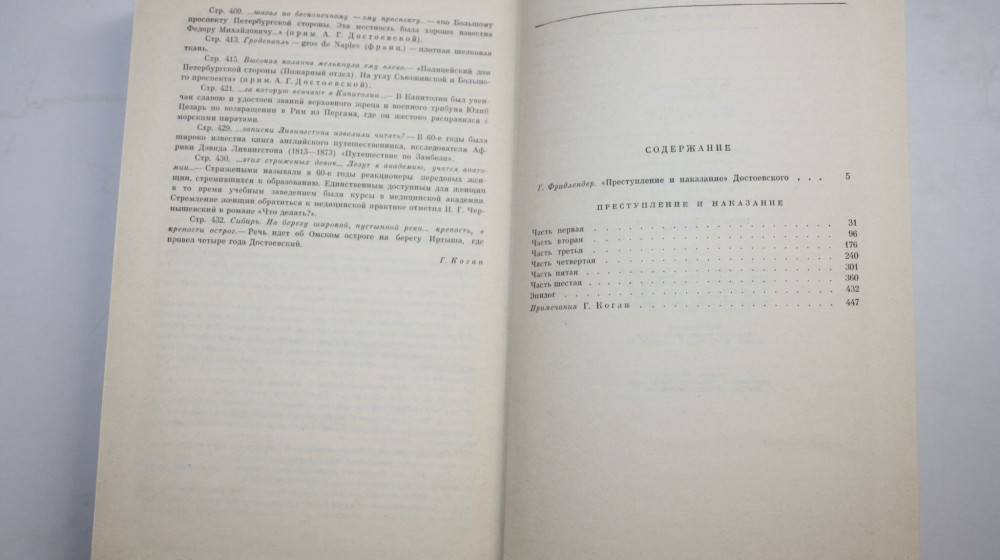 Стр. 409. ...шагал по бесконечному —ому проспекту...— «по Большому
проспекту Петербургской стороны. Эта местность была хорошо известна
Федору Михайловичу...» (прим. А. Г. Достоевской).
Стр. 413. Гроденапль — gros de Naples (франц.) — плотная шелковая
ткань.
Стр. 415. Высокая каланча мелькнула ему влево.— «Полицейский дом
Петербургской стороны (Пожарный отдел). На углу Съезжинской и Большо-
го проспекта» (прим. А. Г. Достоевской).
Стр. 421. ...за которую венчают в Капитолии...— В Капитолии был увен-
чан славою и удостоен званий верховного жреца и военного трибуна Юлий
Цезарь по возвращении в Рим из Пергама, где он жестоко расправился с
морскими пиратами.
Стр. 429. ...записки Ливингстона изволили читать? — В 60-е годы была
широко известна книга английского путешественника, исследователя Аф-
рики Дэвида Ливингстона (1813—1873) «Путешествие по Замбези».
Стр. 430. ...этих стриженых девок... Лезут в академию, учатся анато-
мии...— Стрижеными называли в 60-е годы реакционеры передовых жен-
щин, стремившихся к образованию. Единственным доступным для женщин
в то время учебным заведением были курсы в медицинской академии.
Стремление женщин обратиться к медицинской практике отметил Н. Г. Чер-
нышевский в романе «Что делать?».
Стр. 432. Сибирь. На берегу широкой, пустынной реки... крепость, в
крепости острог.— Речь идет об Омском остроге на берегу Иртыша, где
провел четыре года Достоевский.
Г. Коган
СОДЕРЖАНИЕ
Г. Фридлендер. «Преступление и наказание» Достоевского . . . 5
ПРЕСТУПЛЕНИЕ И НАКАЗАНИЕ
Часть первая . . . . . . . . . . . . 31
Часть вторая . . . . . . . . . . . . 96
Часть третья . . . . . . . . . . . . 176
Часть четвертая . . . . . . . . . . . . 240
Часть пятая . . . . . . . . . . . . 301
Часть шестая . . . . . . . . . . . . 360
Эпилог . . . . . . . . . . . . 432
Примечания Г. Коган . . . . . . . . . . . . 447